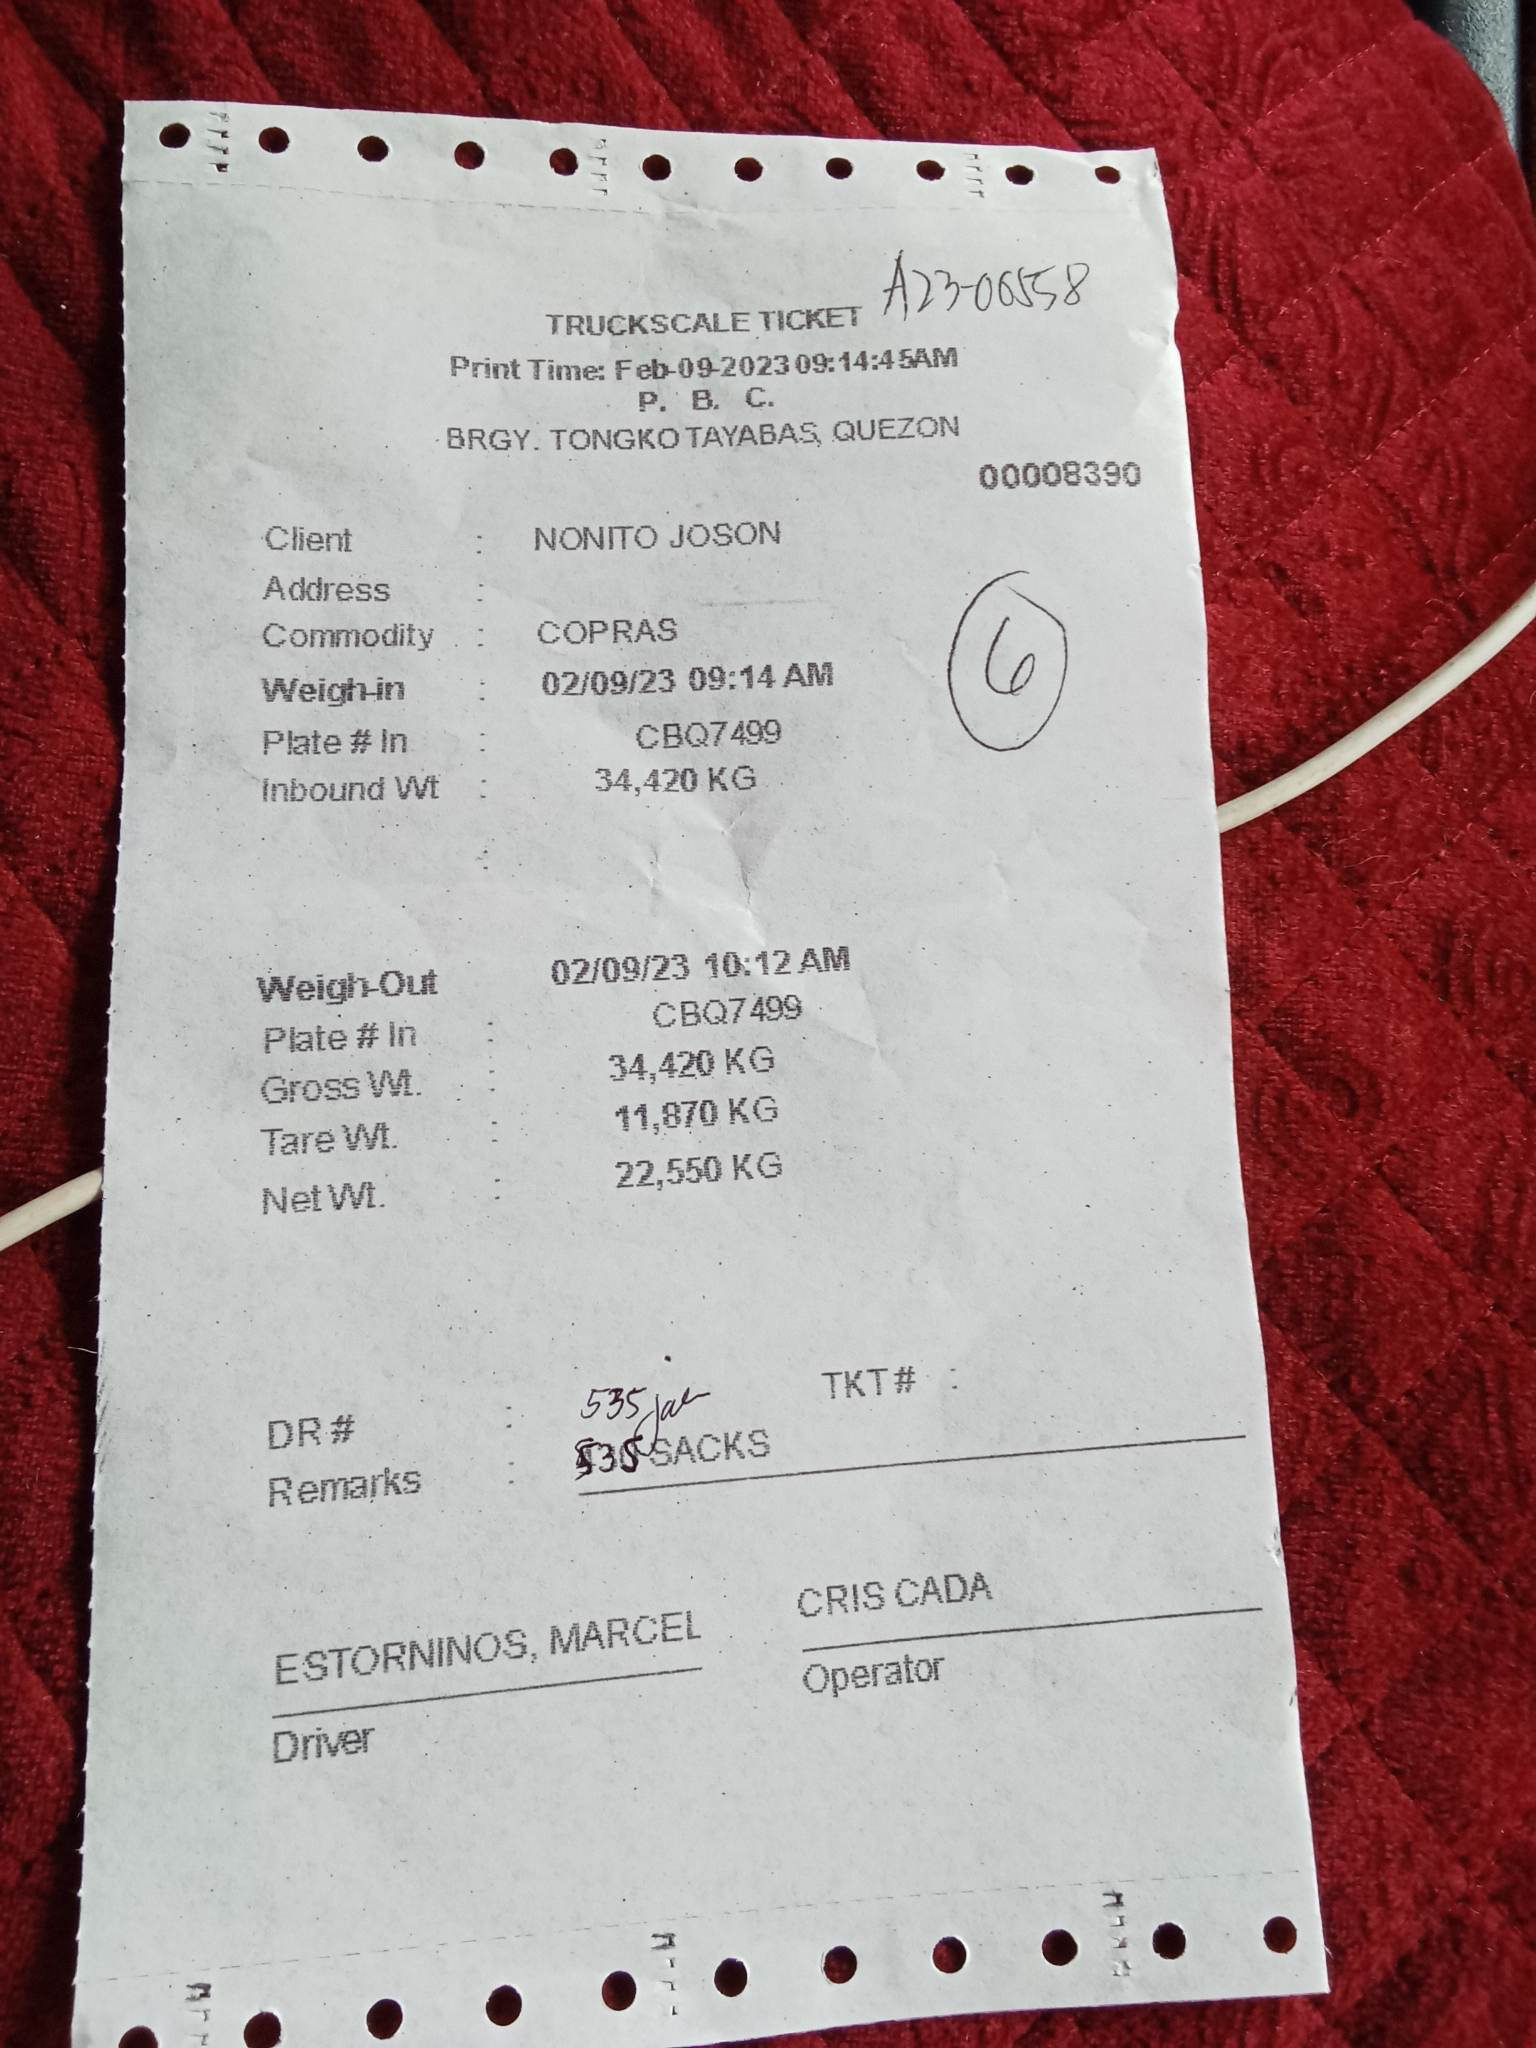 A23-00558
TRUCKSCALE TICKET
Print Time: Feb-09-2023 09:14:45AM
P. B. C.
BRGY. TONGKO TAYABAS, QUEZON
00008390
Client : NONITO JOSON
Address :
Commodity : COPRAS
6
Weigh-in : 02/09/23 09:14 AM
Plate # In : CBQ7499
Inbound Wt : 34,420 KG
:
Weigh-Out 02/09/23 10:12 AM
Plate # In : CBQ7499
Gross Wt. : 34,420 KG
Tare Wt. : 11,870 KG
Net Wt. : 22,550 KG
535
DR # : TKT # :
Remarks : 535 SACKS
ESTORNINOS, MARCEL CRIS CADA
Driver Operator